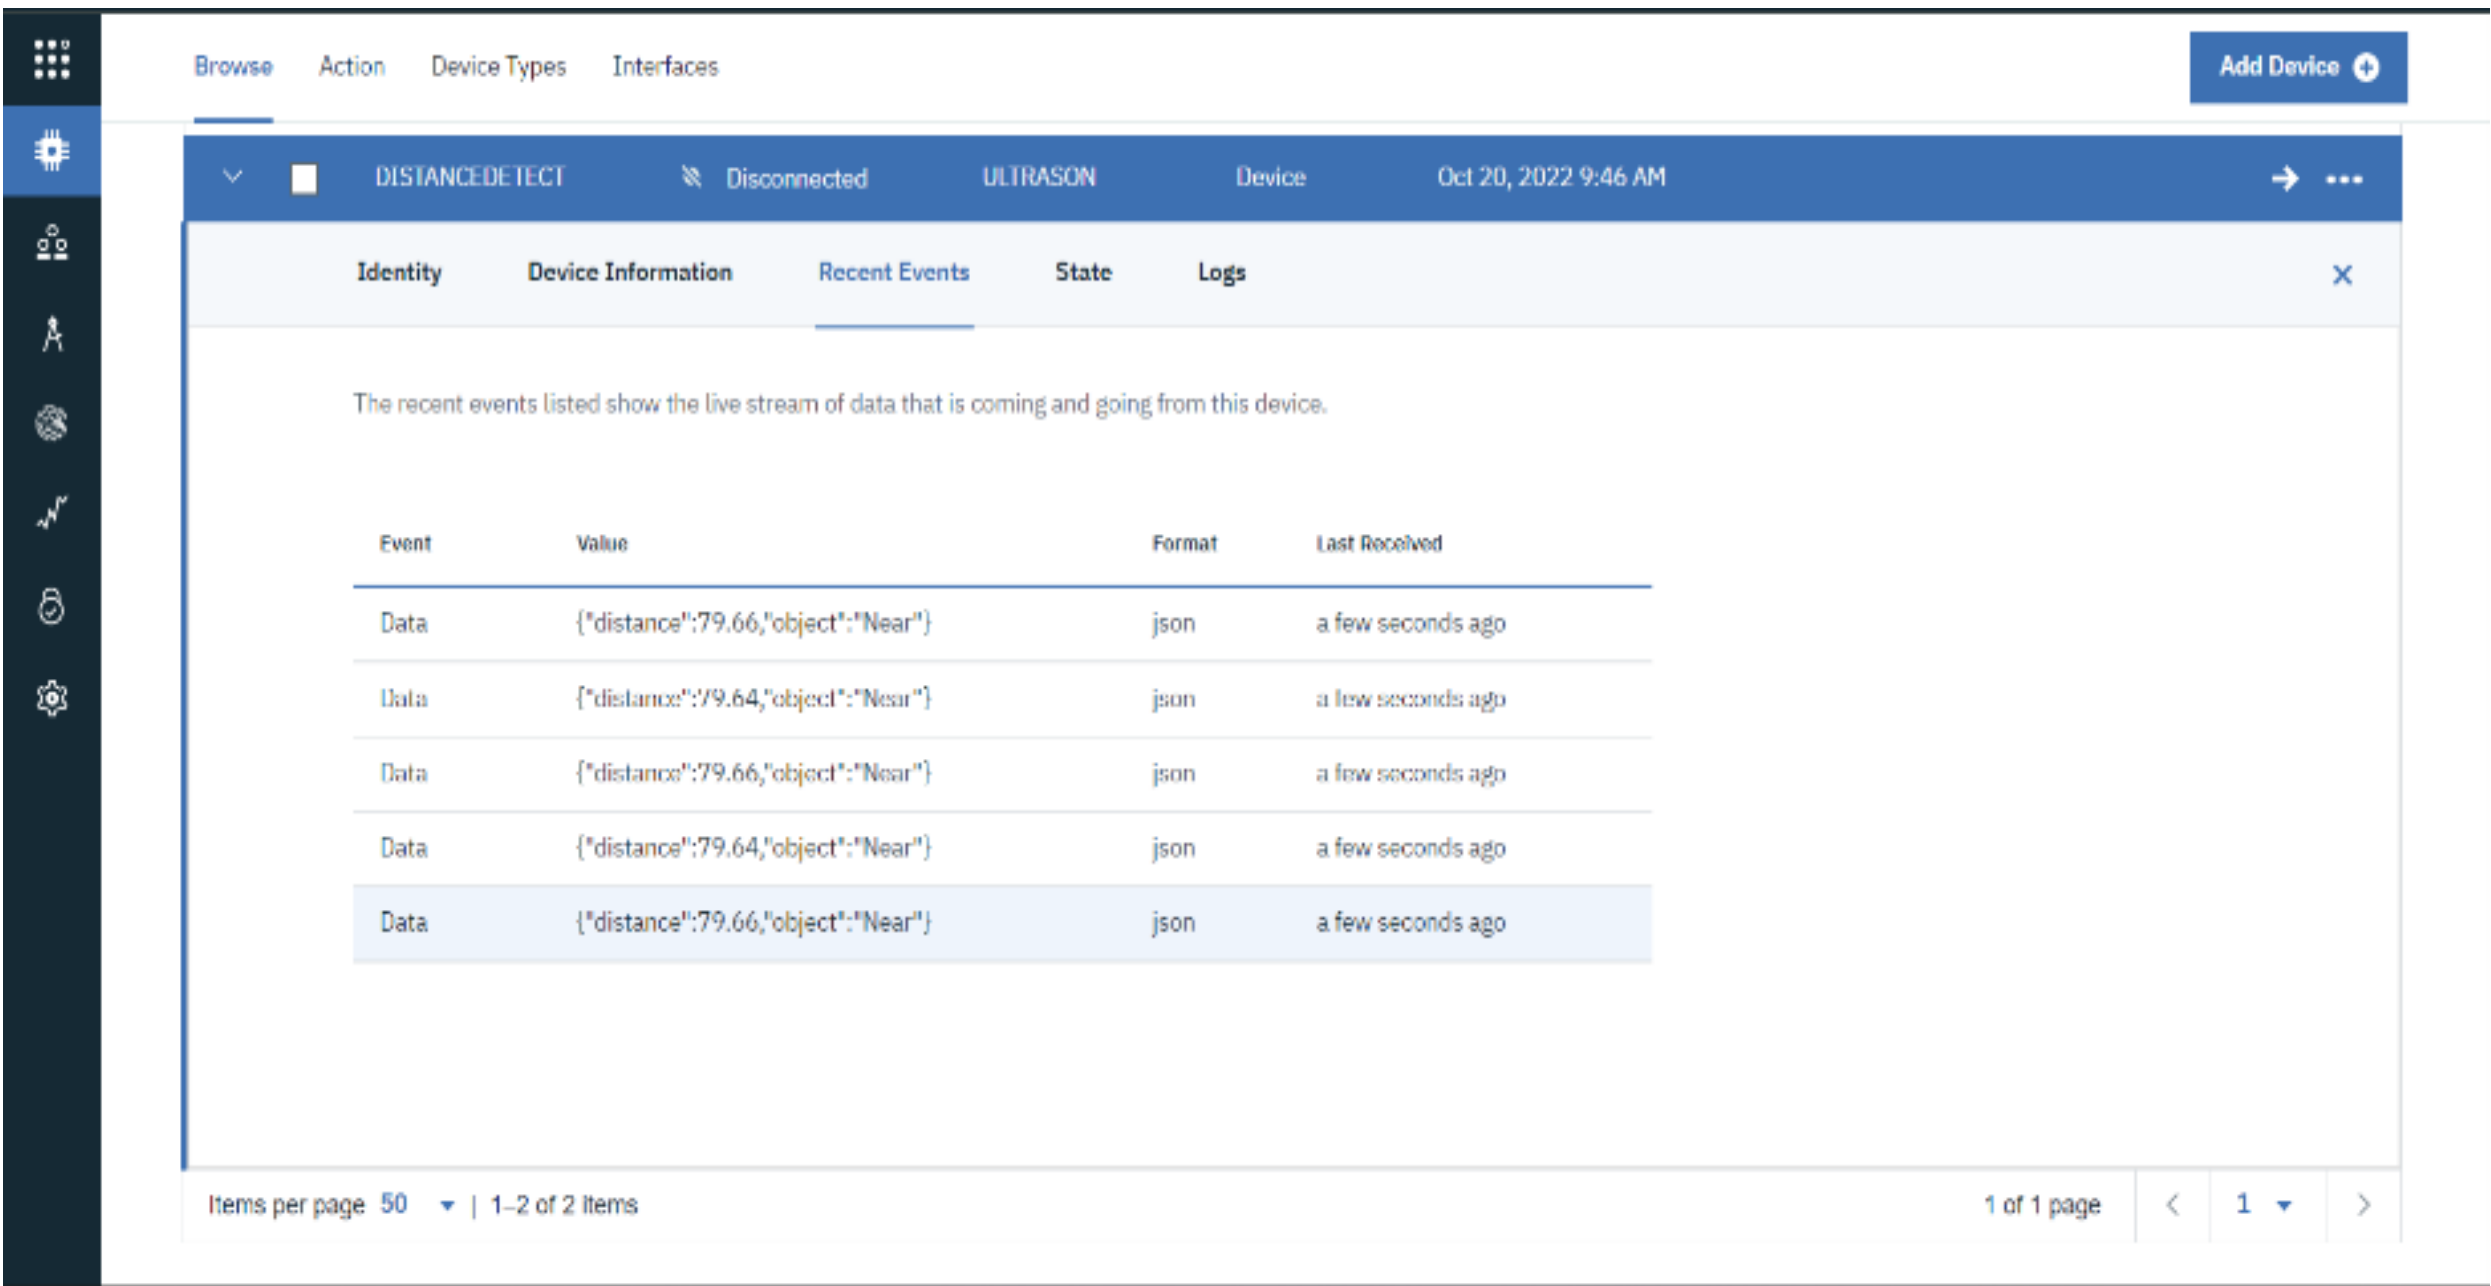 Browse Action Device Types Interfaces Add Device
DISTANCEDETECT Disconnected ULTRASON Device Oct 20, 2022 9:46 AM
Identity Device Information Recent Events State Logs
The recent events listed show the live stream of data that is coming and going from this device.
Event Value Format Last Received
Data {"distance":79.66,"object":"Near"} json a few seconds ago
Data {"distance":79.64,"object":"Near"} json a few seconds ago
Data {"distance":79.66,"object":"Near"} json a few seconds ago
Data {"distance":79.64,"object":"Near"} json a few seconds ago
Data {"distance":79.66,"object":"Near"} json a few seconds ago
Items per page 50 | 1–2 of 2 items 1 of 1 page 1